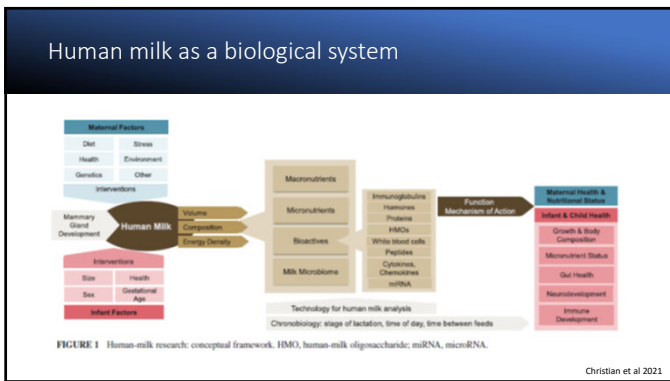 Human milk as a biological system
Maternal Factors
Diet
Stress
Health
Environment
Genetics
Other
Interventions
Mammary
Gland
Development
Human Milk
Volume
Composition
Energy Density
Interventions
Size
Health
Sex
Gestational
Age
Infant Factors
Macronutrients
Micronutrients
Bioactives
Milk Microbiome
Immunoglobulins
Hormones
Proteins
HMOs
White blood cells
Peptides
Cytokines,
Chemokines
miRNA
Technology for human milk analysis
Chronobiology: stage of lactation, time of day, time between feeds
Function
Mechanism of Action
Maternal Health &
Nutritional Status
Infant & Child Health
Growth & Body
Composition
Micronutrient Status
Gut Health
Neurodevelopment
Immune
Development
FIGURE 1 Human-milk research: conceptual framework. HMO, human-milk oligosaccharide; miRNA, microRNA.
Christian et al 2021